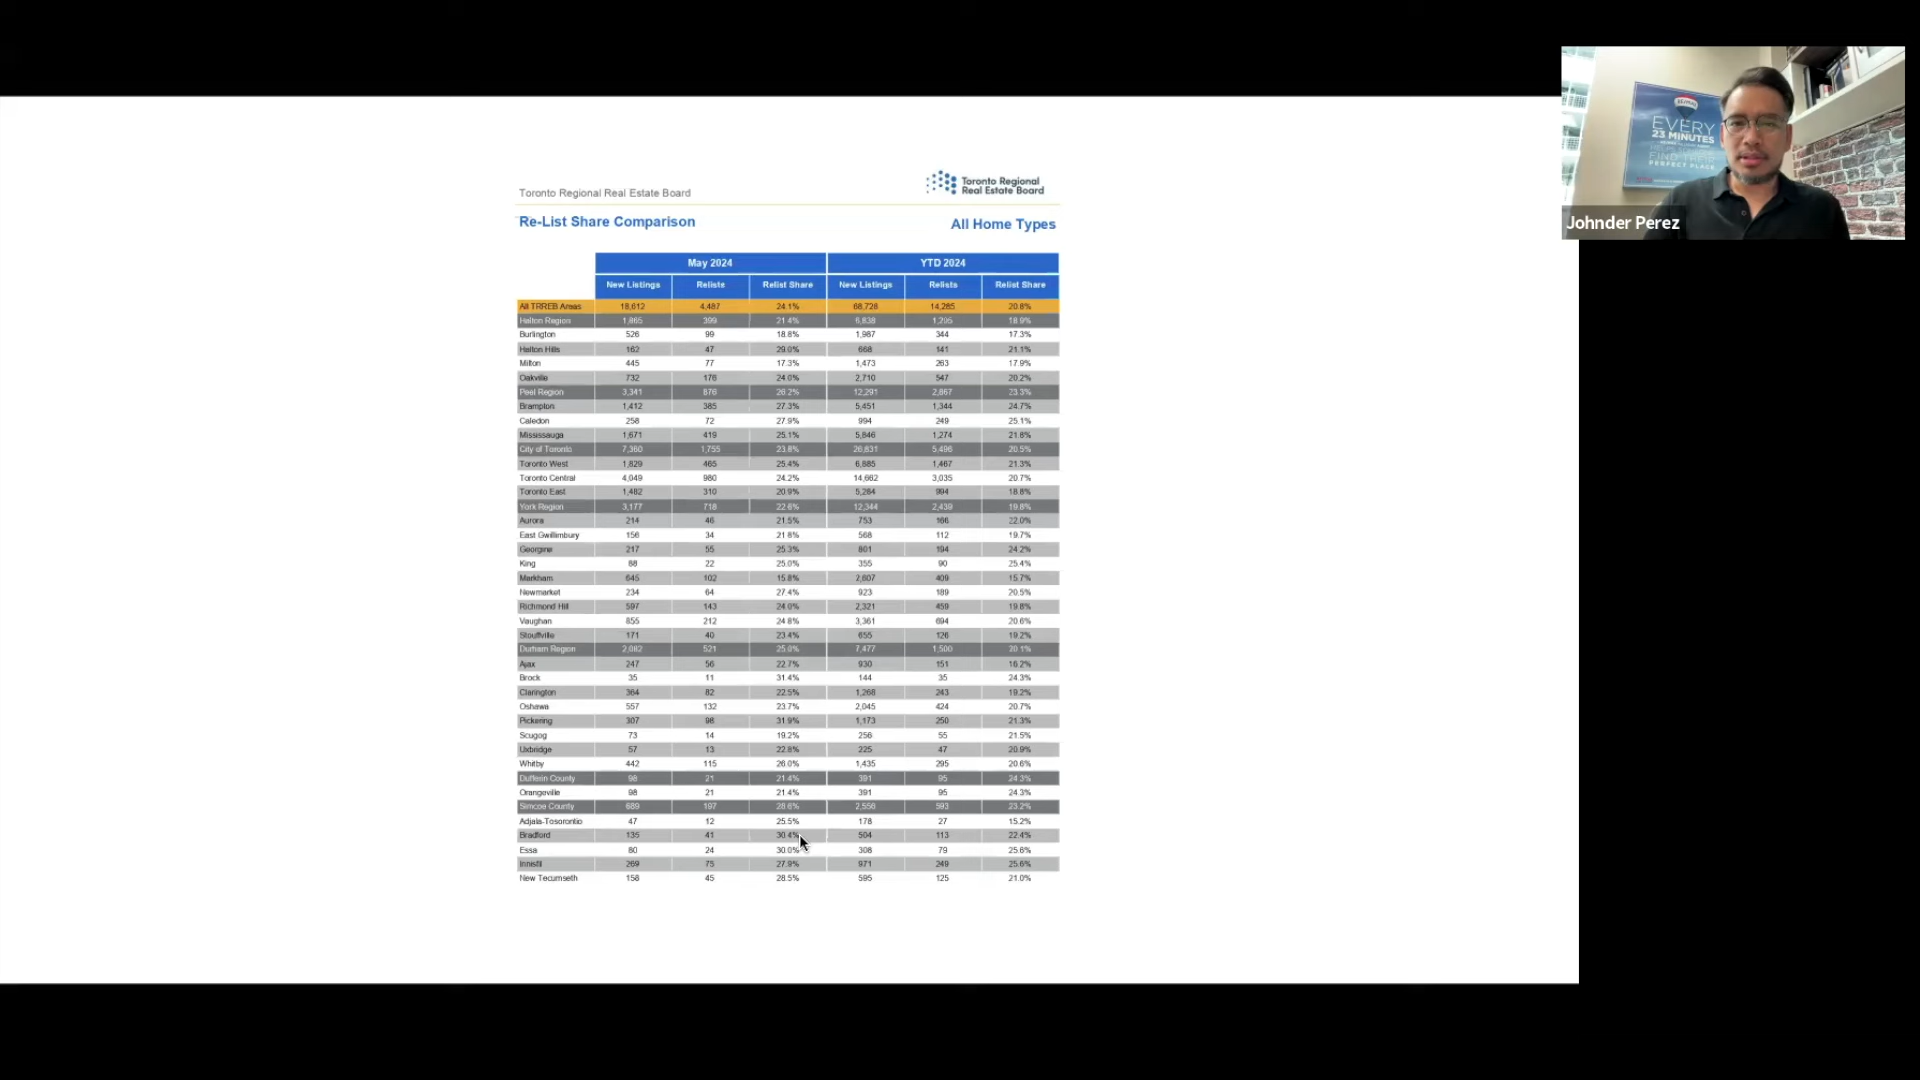 Toronto Regional Real Estate Board
Toronto Regional
Real Estate Board
Re-List Share Comparison
All Home Types
May 2024 YTD 2024
New Listings Relists Relist Share New Listings Relists Relist Share
All TRREB Areas 18,612 4,487 24.1% 68,728 14,285 20.8%
Halton Region 1,865 399 21.4% 6,838 1,295 18.9%
Burlington 526 99 18.8% 1,987 344 17.3%
Halton Hills 162 47 29.0% 668 141 21.1%
Milton 445 77 17.3% 1,473 263 17.9%
Oakville 732 176 24.0% 2,710 547 20.2%
Peel Region 3,341 876 26.2% 12,291 2,867 23.3%
Brampton 1,412 385 27.3% 5,451 1,344 24.7%
Caledon 258 72 27.9% 994 249 25.1%
Mississauga 1,671 419 25.1% 5,846 1,274 21.8%
City of Toronto 7,360 1,755 23.8% 26,831 5,496 20.5%
Toronto West 1,829 465 25.4% 6,885 1,467 21.3%
Toronto Central 4,049 980 24.2% 14,662 3,035 20.7%
Toronto East 1,482 310 20.9% 5,284 994 18.8%
York Region 3,177 718 22.6% 12,344 2,439 19.8%
Aurora 214 46 21.5% 753 166 22.0%
East Gwillimbury 156 34 21.8% 568 112 19.7%
Georgina 217 55 25.3% 801 194 24.2%
King 88 22 25.0% 355 90 25.4%
Markham 645 102 15.8% 2,607 409 15.7%
Newmarket 234 64 27.4% 923 189 20.5%
Richmond Hill 597 143 24.0% 2,321 459 19.8%
Vaughan 855 212 24.8% 3,361 694 20.6%
Stouffville 171 40 23.4% 655 126 19.2%
Durham Region 2,082 521 25.0% 7,477 1,500 20.1%
Ajax 247 56 22.7% 930 151 16.2%
Brock 35 11 31.4% 144 35 24.3%
Clarington 364 82 22.5% 1,268 243 19.2%
Oshawa 557 132 23.7% 2,045 424 20.7%
Pickering 307 98 31.9% 1,173 250 21.3%
Scugog 73 14 19.2% 256 55 21.5%
Uxbridge 57 13 22.8% 225 47 20.9%
Whitby 442 115 26.0% 1,435 295 20.6%
Dufferin County 98 21 21.4% 391 95 24.3%
Orangeville 98 21 21.4% 391 95 24.3%
Simcoe County 689 197 28.6% 2,556 593 23.2%
Adjala-Tosorontio 47 12 25.5% 178 27 15.2%
Bradford 135 41 30.4% 504 113 22.4%
Essa 80 24 30.0% 308 79 25.6%
Innisfil 269 75 27.9% 971 249 25.6%
New Tecumseth 158 45 28.5% 595 125 21.0%
RE/MAX
EVERY
23 MINUTES
FIND THEIR
PERFECT PLACE
Johnder Perez